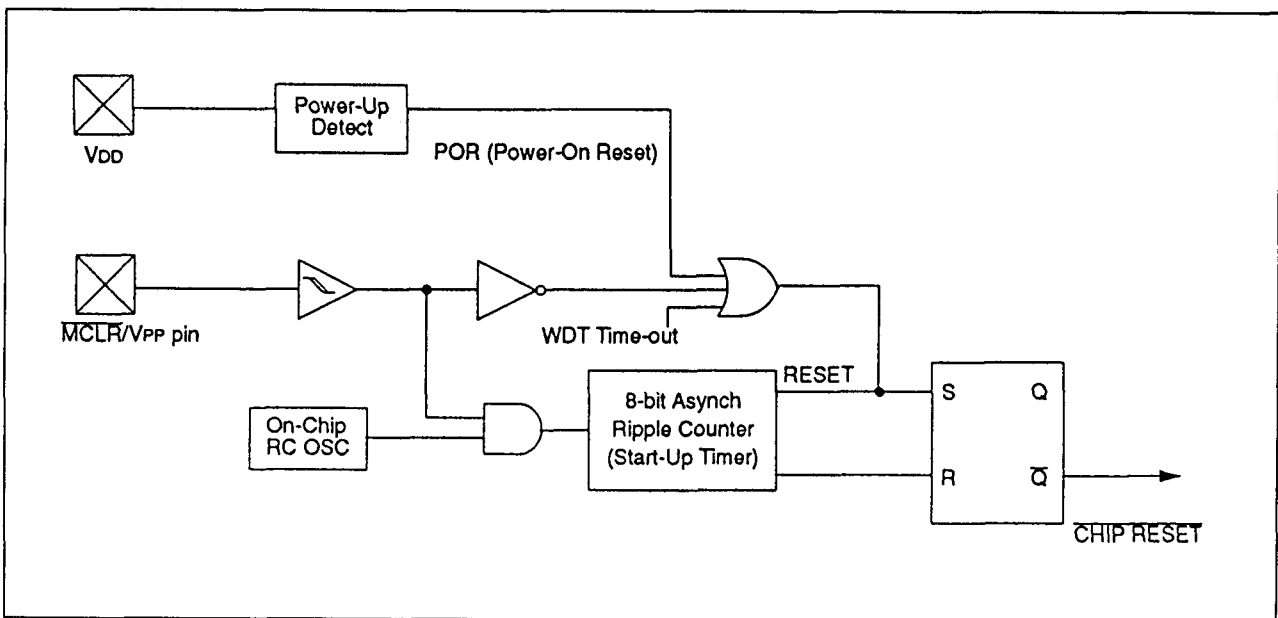 Power-Up
Detect
VDD
POR (Power-On Reset)
MCLR/VPP pin
WDT Time-out
RESET
8-bit Asynch
Ripple Counter
(Start-Up Timer)
On-Chip
RC OSC
S Q
R Q
CHIP RESET